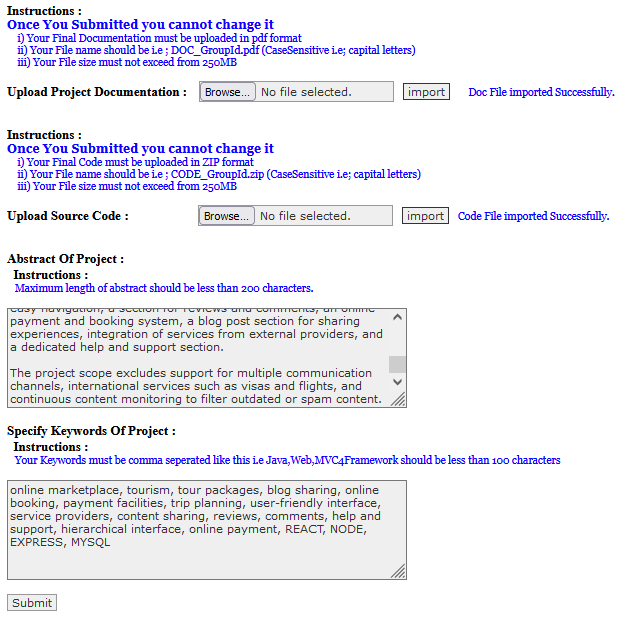 Instructions :
Once You Submitted you cannot change it
i) Your Final Documentation must be uploaded in pdf format
ii) Your File name should be i.e ; DOC_GroupId.pdf (CaseSensitive i.e; capital letters)
iii) Your File size must not exceed from 250MB
Upload Project Documentation : Browse... No file selected. import Doc File imported Successfully.
Instructions :
Once You Submitted you cannot change it
i) Your Final Code must be uploaded in ZIP format
ii) Your File name should be i.e ; CODE_GroupId.zip (CaseSensitive i.e; capital letters)
iii) Your File size must not exceed from 250MB
Upload Source Code : Browse... No file selected. import Code File imported Successfully.
Abstract Of Project :
Instructions :
Maximum length of abstract should be less than 200 characters.
easy navigation, a section for reviews and comments, an online
payment and booking system, a blog post section for sharing
experiences, integration of services from external providers, and
a dedicated help and support section.
The project scope excludes support for multiple communication
channels, international services such as visas and flights, and
continuous content monitoring to filter outdated or spam content.
Specify Keywords Of Project :
Instructions :
Your Keywords must be comma seperated like this i.e Java,Web,MVC4Framework should be less than 100 characters
online marketplace, tourism, tour packages, blog sharing, online
booking, payment facilities, trip planning, user-friendly interface,
service providers, content sharing, reviews, comments, help and
support, hierarchical interface, online payment, REACT, NODE,
EXPRESS, MYSQL
Submit